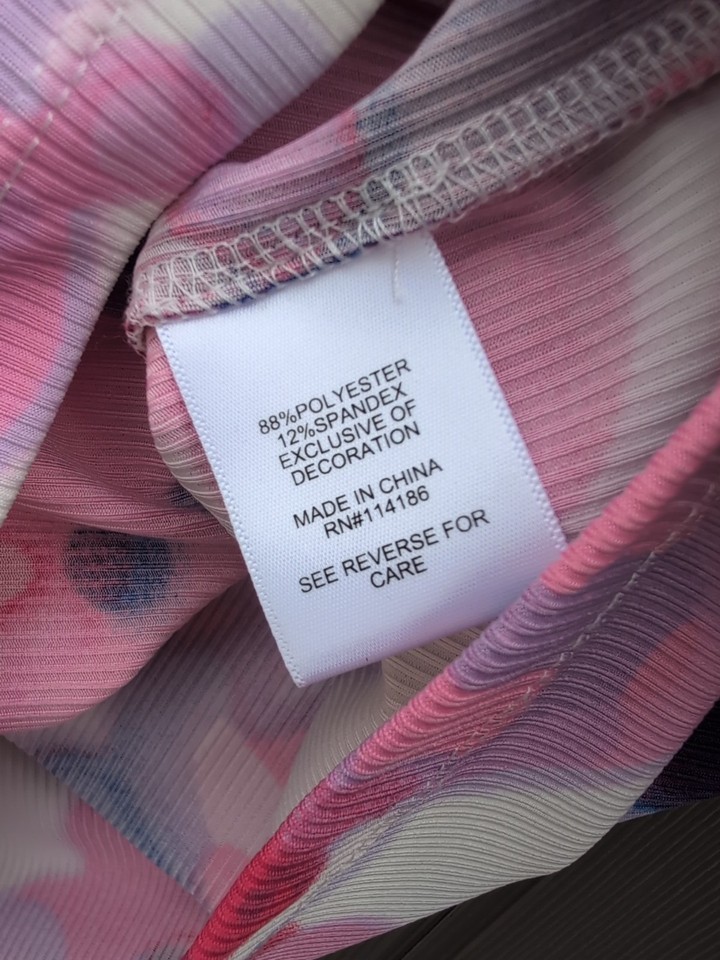 88%POLYESTER
12%SPANDEX
EXCLUSIVE OF
DECORATION
MADE IN CHINA
RN#114186
SEE REVERSE FOR
CARE